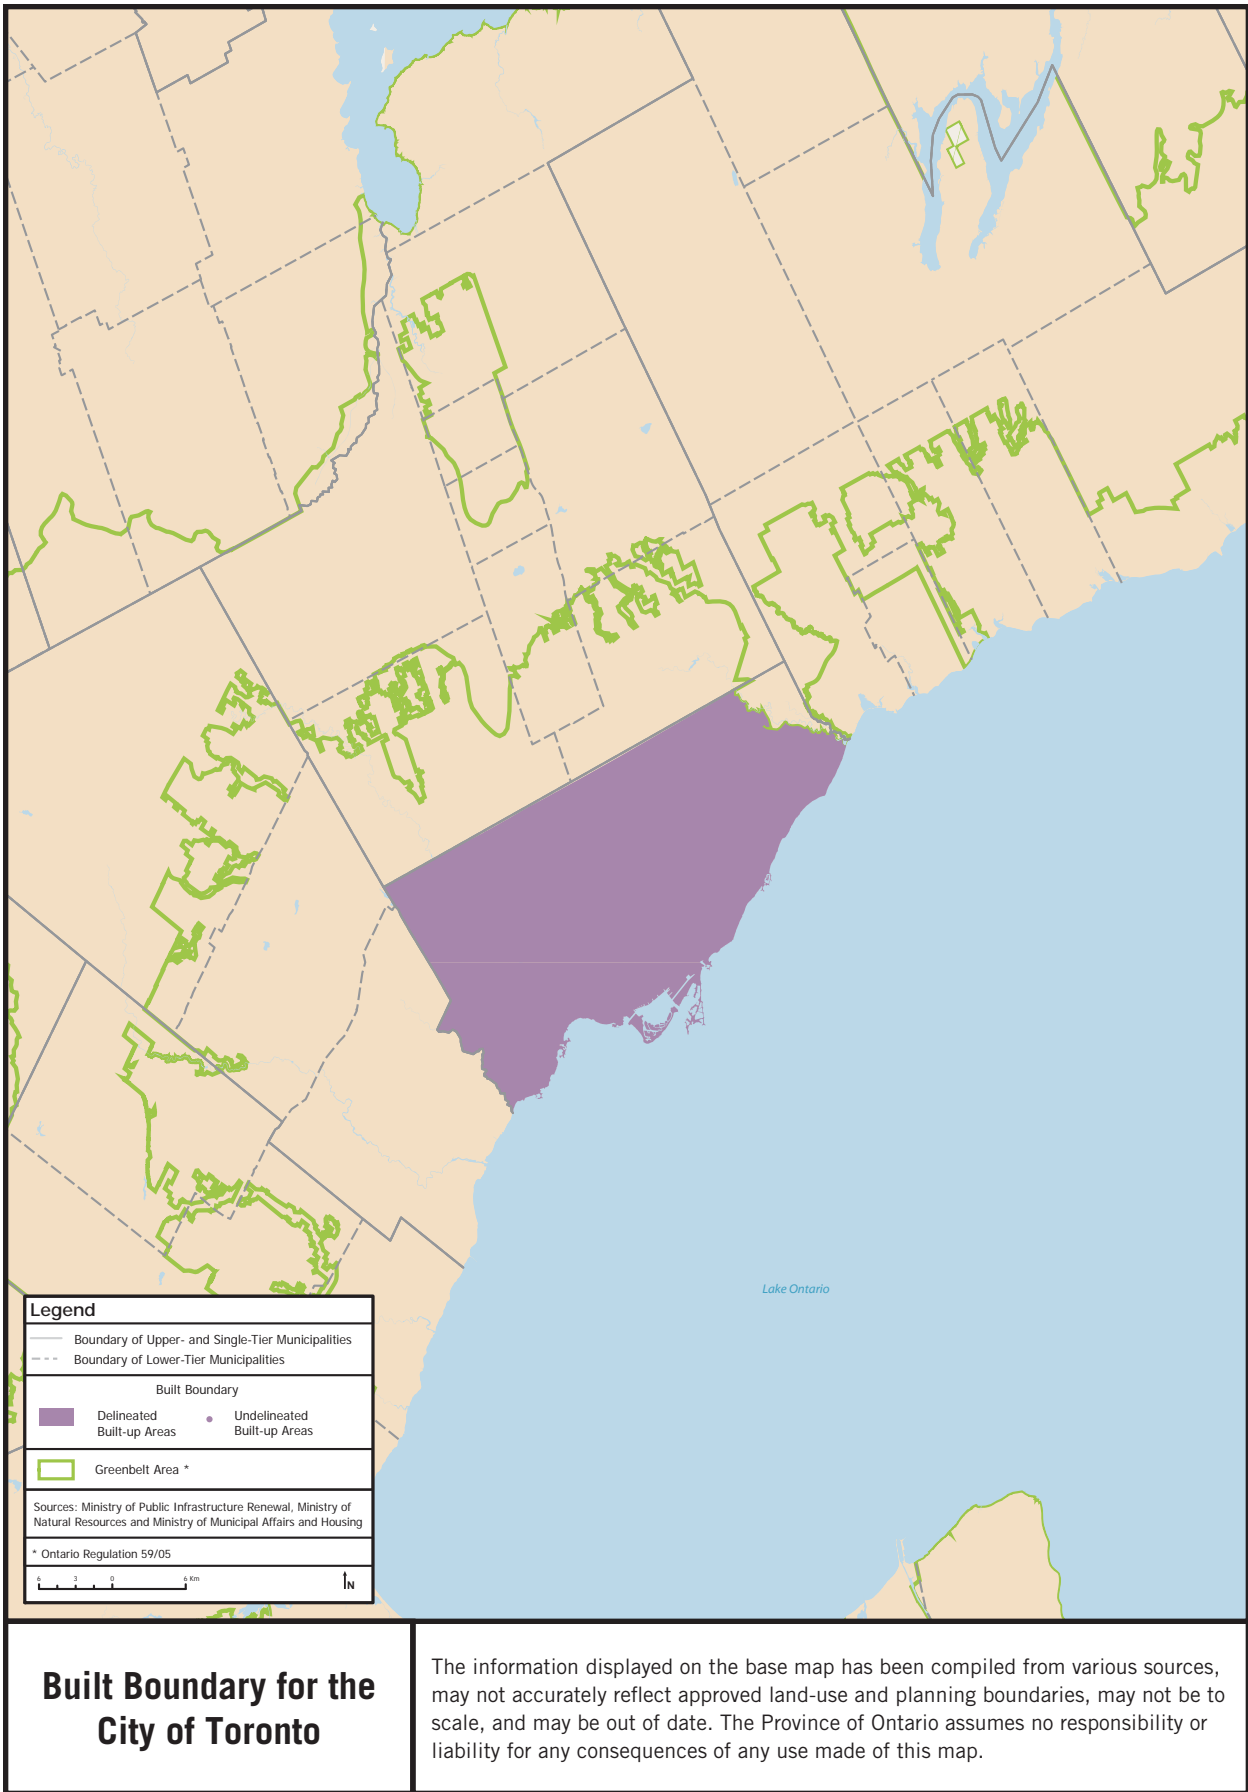 Lake Ontario
Legend
Boundary of Upper- and Single-Tier Municipalities
Boundary of Lower-Tier Municipalities
Built Boundary
Delineated
Built-up Areas
Undelineated
Built-up Areas
Greenbelt Area *
Sources: Ministry of Public Infrastructure Renewal, Ministry of
Natural Resources and Ministry of Municipal Affairs and Housing
* Ontario Regulation 59/05
6 3 0 6 Km
N
Built Boundary for the
City of Toronto
The information displayed on the base map has been compiled from various sources,
may not accurately reflect approved land-use and planning boundaries, may not be to
scale, and may be out of date. The Province of Ontario assumes no responsibility or
liability for any consequences of any use made of this map.